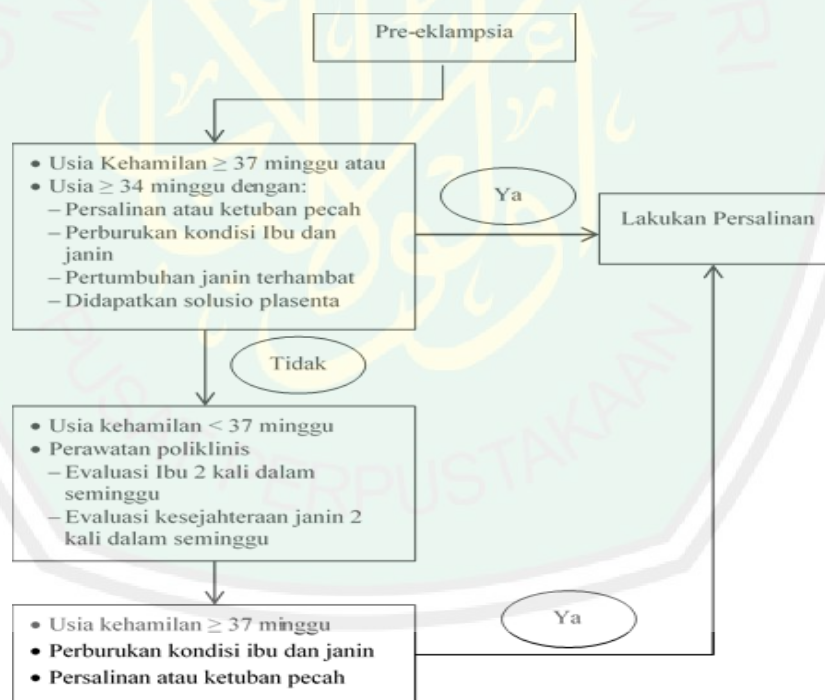 Pre-eklampsia
• Usia Kehamilan ≥ 37 minggu atau
• Usia ≥ 34 minggu dengan:
– Persalinan atau ketuban pecah
– Perburukan kondisi Ibu dan
janin
– Pertumbuhan janin terhambat
– Didapatkan solusio plasenta
Ya
Lakukan Persalinan
Tidak
• Usia kehamilan < 37 minggu
• Perawatan poliklinis
– Evaluasi Ibu 2 kali dalam
seminggu
– Evaluasi kesejahteraan janin 2
kali dalam seminggu
• Usia kehamilan ≥ 37 minggu
• Perburukan kondisi ibu dan janin
• Persalinan atau ketuban pecah
Ya
PERPUSTAKAAN